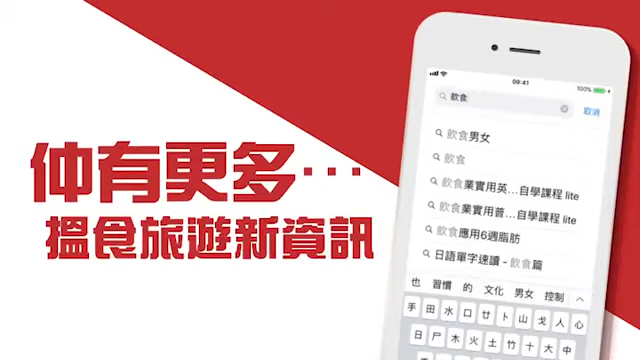 仲有更多…
搵食旅遊新資訊
09:41
100%
飲食
取消
飲食男女
飲食
飲食業實用英...自學課程 lite
飲食業實用普...自學課程 lite
飲食應用6週脂肪
日語單字速讀 - 飲食篇
也 習慣 的 文化 男女 控制
手 田 水 口 廿 卜 山 戈 人 心
日 尸 木 火 土 竹 十 大 中